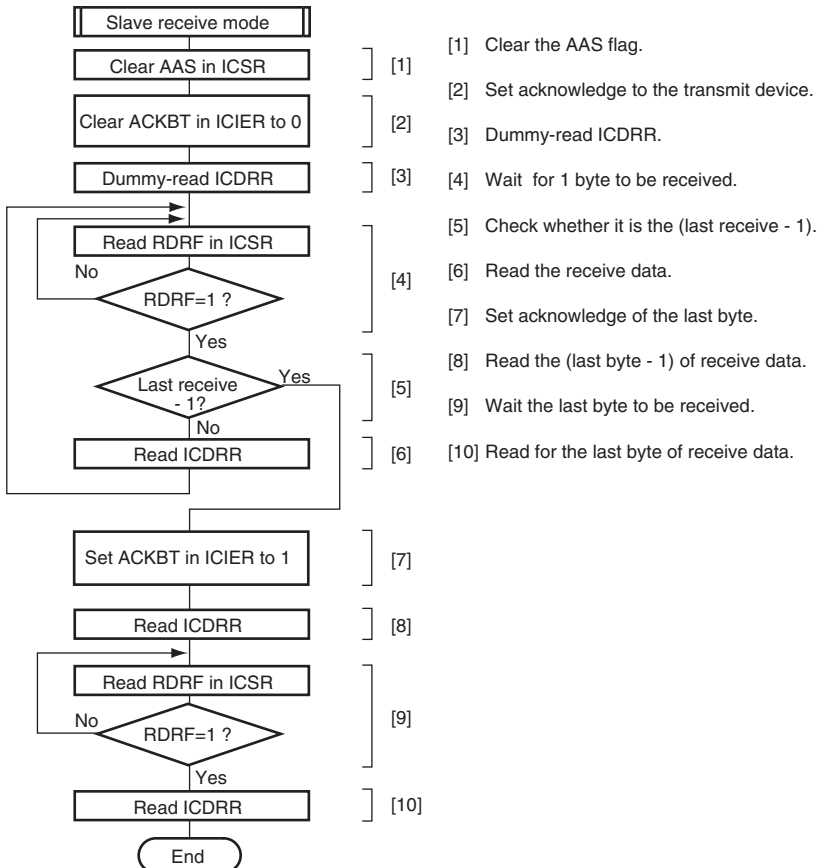 Slave receive mode
Clear AAS in ICSR
[1]
Clear ACKBT in ICIER to 0
[2]
Dummy-read ICDRR
[3]
Read RDRF in ICSR
No
RDRF=1 ?
[4]
Yes
Last receive
- 1?
Yes
[5]
No
Read ICDRR
[6]
Set ACKBT in ICIER to 1
[7]
Read ICDRR
[8]
Read RDRF in ICSR
No
RDRF=1 ?
[9]
Yes
Read ICDRR
[10]
End
[1] Clear the AAS flag.
[2] Set acknowledge to the transmit device.
[3] Dummy-read ICDRR.
[4] Wait for 1 byte to be received.
[5] Check whether it is the (last receive - 1).
[6] Read the receive data.
[7] Set acknowledge of the last byte.
[8] Read the (last byte - 1) of receive data.
[9] Wait the last byte to be received.
[10] Read for the last byte of receive data.